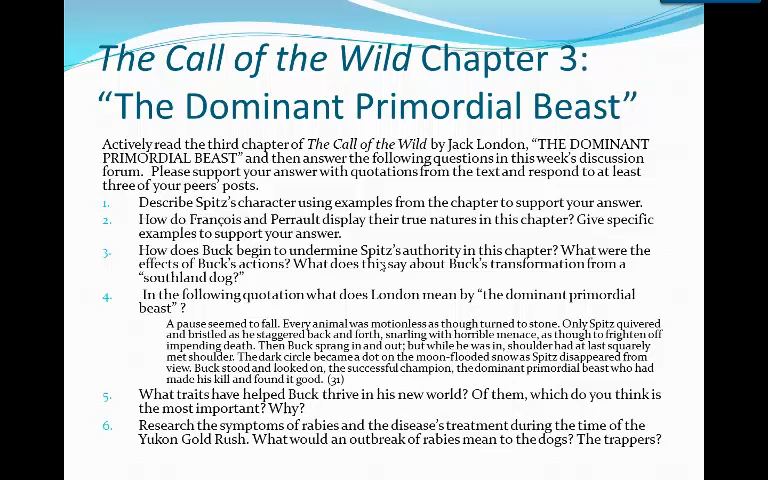 The Call of the Wild Chapter 3:
“The Dominant Primordial Beast”
Actively read the third chapter of The Call of the Wild by Jack London, “THE DOMINANT
PRIMORDIAL BEAST” and then answer the following questions in this week’s discussion
forum. Please support your answer with quotations from the text and respond to at least
three of your peers’ posts.
1. Describe Spitz’s character using examples from the chapter to support your answer.
2. How do François and Perrault display their true natures in this chapter? Give specific
examples to support your answer.
3. How does Buck begin to undermine Spitz’s authority in this chapter? What were the
effects of Buck’s actions? What does this say about Buck’s transformation from a
“southland dog?”
4. In the following quotation what does London mean by “the dominant primordial
beast” ?
A pause seemed to fall. Every animal was motionless as though turned to stone. Only Spitz quivered
and bristled as he staggered back and forth, snarling with horrible menace, as though to frighten off
impending death. Then Buck sprang in and out; but while he was in, shoulder had at last squarely
met shoulder. The dark circle became a dot on the moon-flooded snow as Spitz disappeared from
view. Buck stood and looked on, the successful champion, the dominant primordial beast who had
made his kill and found it good. (31)
5. What traits have helped Buck thrive in his new world? Of them, which do you think is
the most important? Why?
6. Research the symptoms of rabies and the disease’s treatment during the time of the
Yukon Gold Rush. What would an outbreak of rabies mean to the dogs? The trappers?